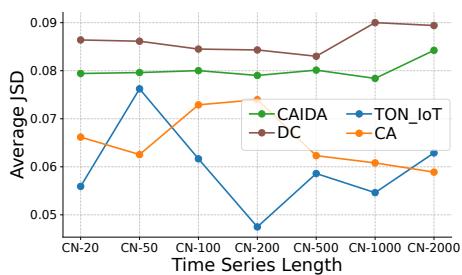 0.09
0.08
0.07
0.06
0.05
Average JSD
CAIDA TON_IoT
DC CA
CN-20 CN-50 CN-100 CN-200 CN-500 CN-1000 CN-2000
Time Series Length